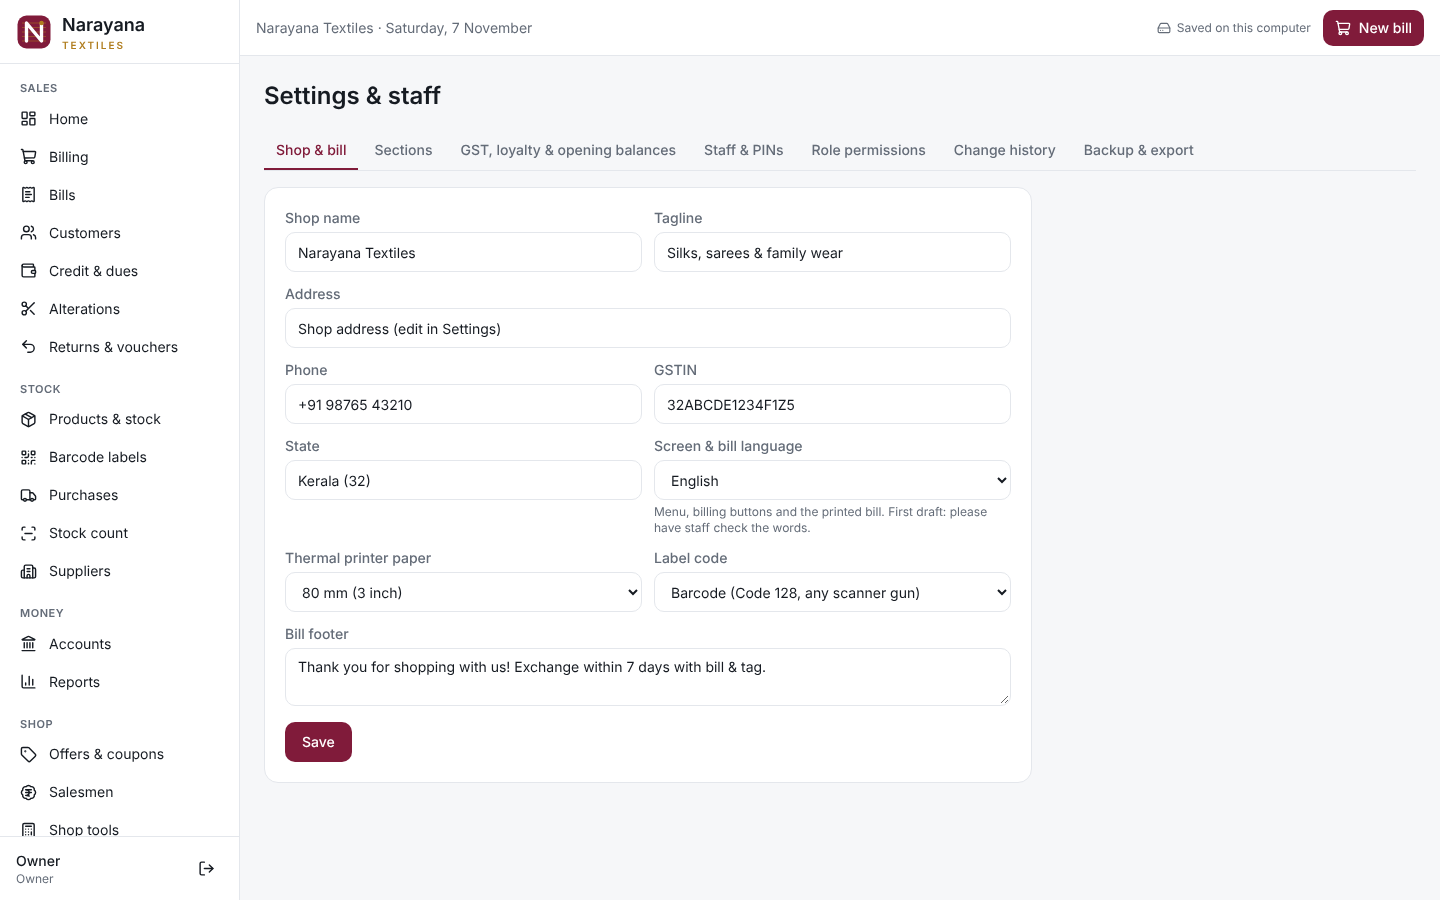 Narayana
TEXTILES
SALES
Home
Billing
Bills
Customers
Credit & dues
Alterations
Returns & vouchers
STOCK
Products & stock
Barcode labels
Purchases
Stock count
Suppliers
MONEY
Accounts
Reports
SHOP
Offers & coupons
Salesmen
Shop tools
Owner
Owner
Narayana Textiles · Saturday, 7 November
Saved on this computer
New bill
Settings & staff
Shop & bill
Sections
GST, loyalty & opening balances
Staff & PINs
Role permissions
Change history
Backup & export
Shop name
Narayana Textiles
Tagline
Silks, sarees & family wear
Address
Shop address (edit in Settings)
Phone
+91 98765 43210
GSTIN
32ABCDE1234F1Z5
State
Kerala (32)
Screen & bill language
English
Menu, billing buttons and the printed bill. First draft: please
have staff check the words.
Thermal printer paper
80 mm (3 inch)
Label code
Barcode (Code 128, any scanner gun)
Bill footer
Thank you for shopping with us! Exchange within 7 days with bill & tag.
Save